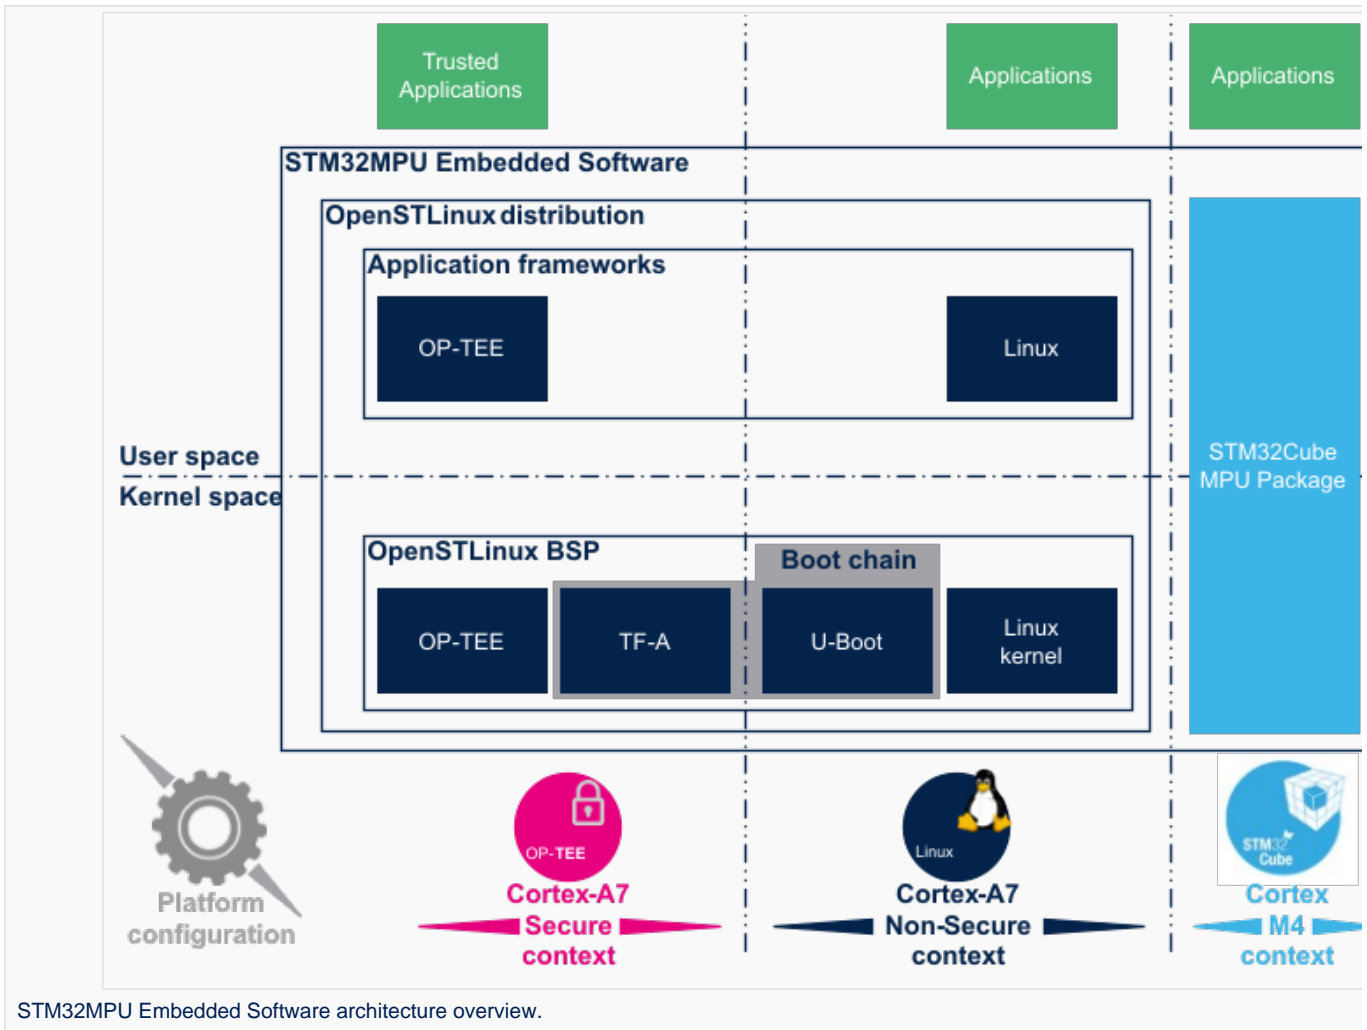 Trusted
Applications
Applications
Applications
STM32MPU Embedded Software
OpenSTLinux distribution
Application frameworks
OP-TEE
Linux
User space
Kernel space
STM32Cube
MPU Package
OpenSTLinux BSP
Boot chain
OP-TEE
TF-A
U-Boot
Linux
kernel
Platform
configuration
OP-TEE
Cortex-A7
Secure
context
Linux
Cortex-A7
Non-Secure
context
STM32
Cube
Cortex
M4
context
STM32MPU Embedded Software architecture overview.